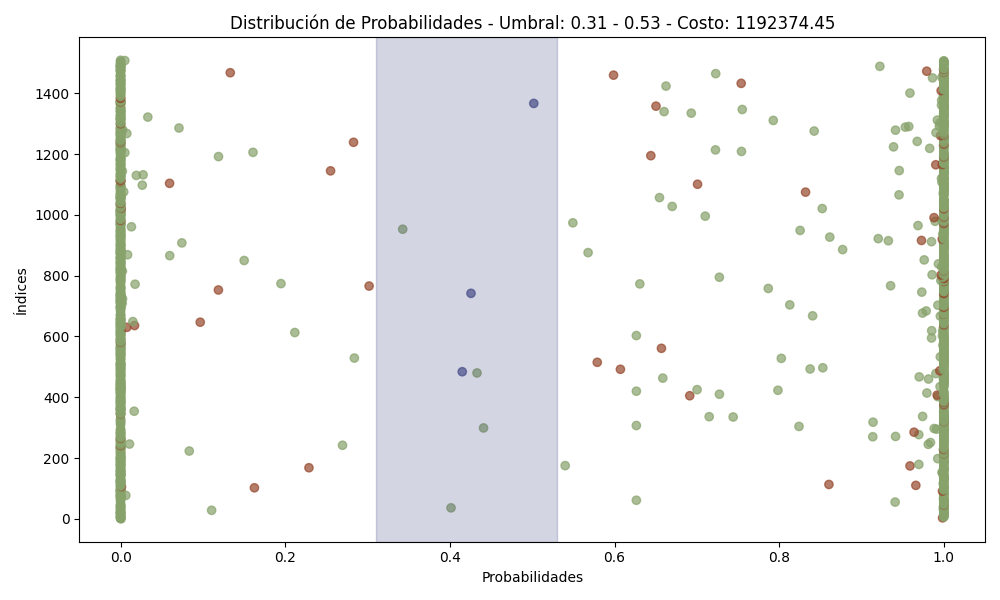 Distribución de Probabilidades - Umbral: 0.31 - 0.53 - Costo: 1192374.45
Índices
1400
1200
1000
800
600
400
200
0
0.0 0.2 0.4 0.6 0.8 1.0
Probabilidades